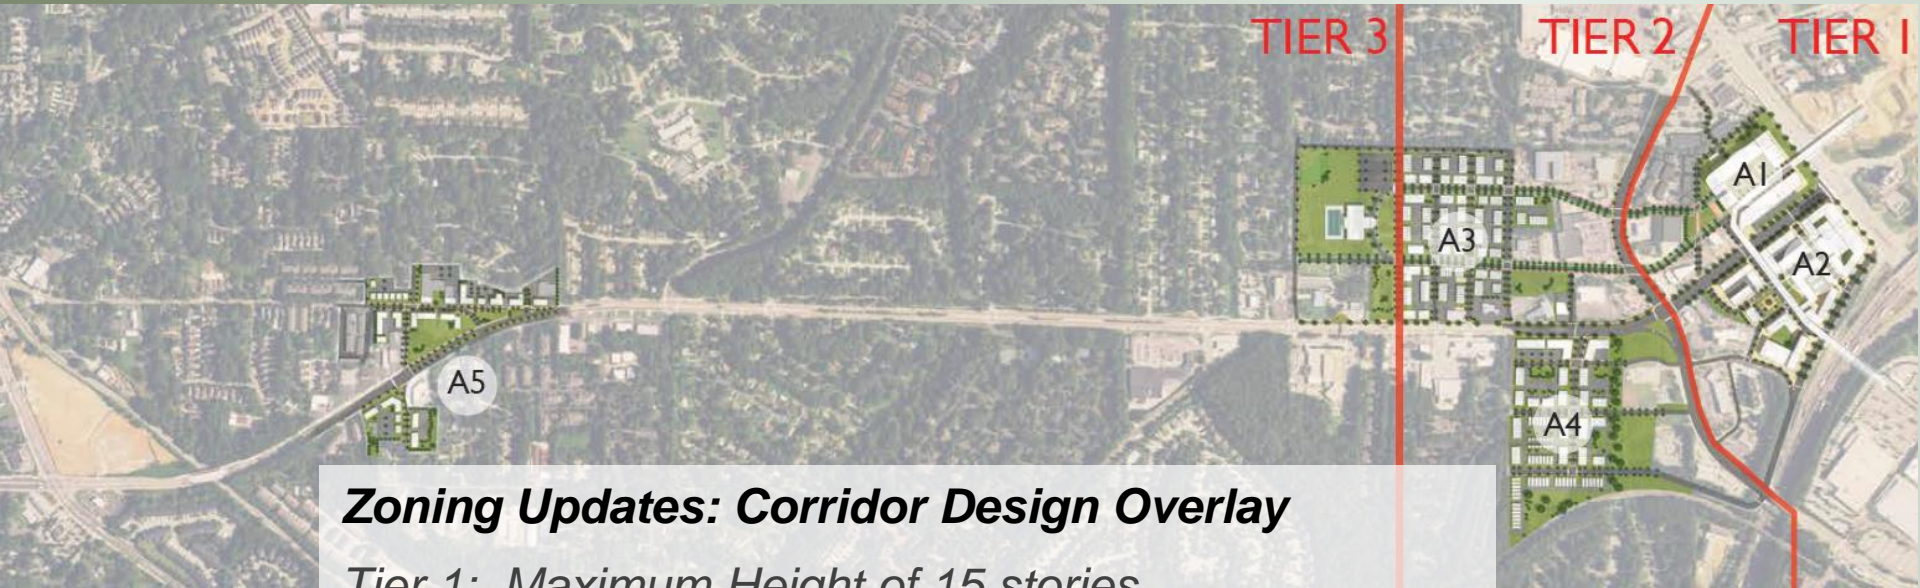 TIER 3
TIER 2
TIER 1
A1
A3
A2
A5
A4
Zoning Updates: Corridor Design Overlay
Tier 1: Maximum Height of 15 stories